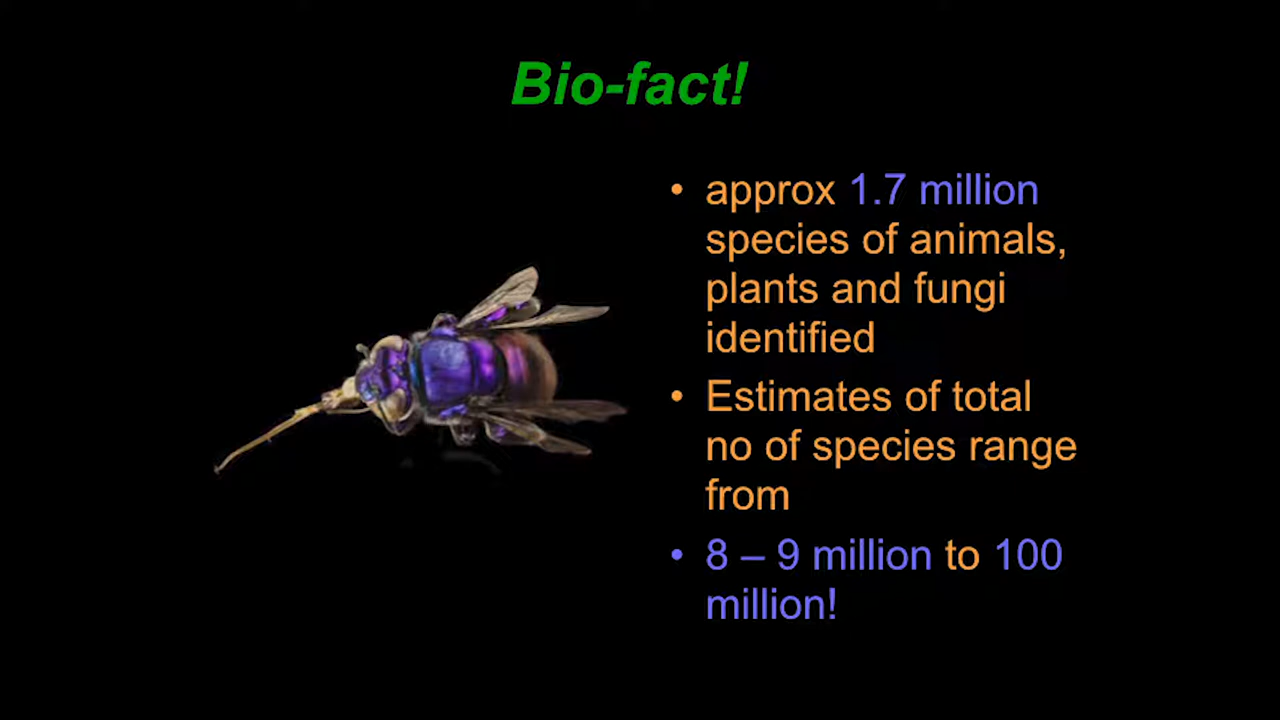 Bio-fact!
• approx 1.7 million
species of animals,
plants and fungi
identified
• Estimates of total
no of species range
from
• 8 – 9 million to 100
million!